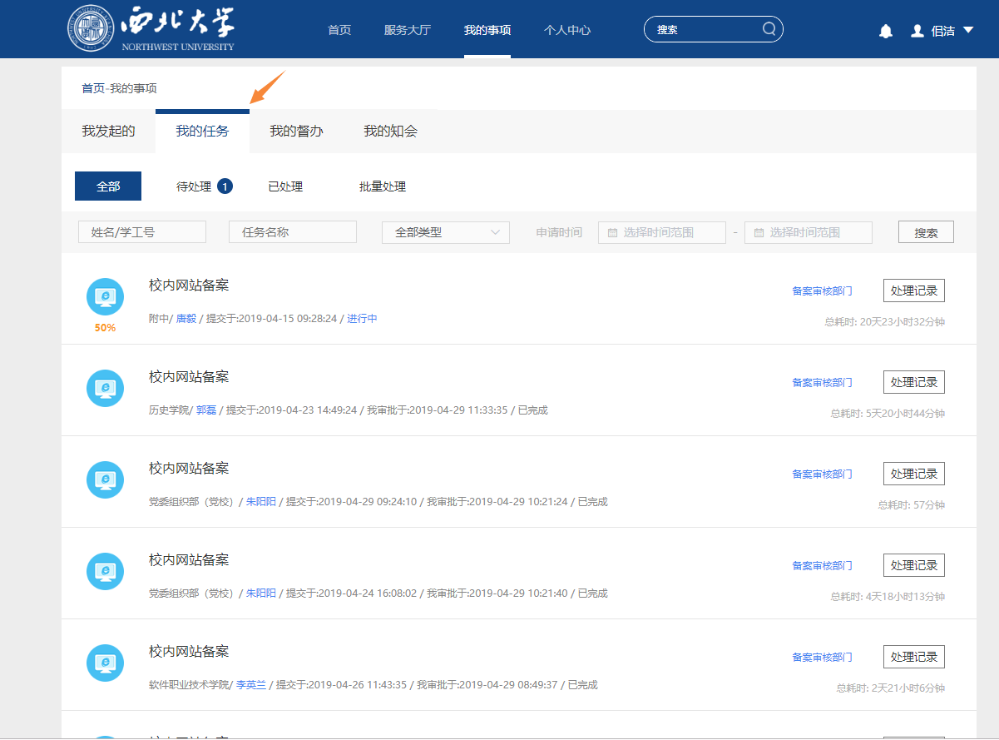 西北大学
NORTHWEST UNIVERSITY
首页 服务大厅 我的事项 个人中心 搜索 但洁
首页-我的事项
我发起的 我的任务 我的督办 我的知会
全部 待处理 1 已处理 批量处理
姓名/学工号 任务名称 全部类型 申请时间 选择时间范围 - 选择时间范围 搜索
校内网站备案 备案审核部门 处理记录
附中/ 唐毅 / 提交于:2019-04-15 09:28:24 / 进行中 总耗时: 20天23小时32分钟
50%
校内网站备案 备案审核部门 处理记录
历史学院/ 郭磊 / 提交于:2019-04-23 14:49:24 / 我审批于:2019-04-29 11:33:35 / 已完成 总耗时: 5天20小时44分钟
校内网站备案 备案审核部门 处理记录
党委组织部（党校）/ 朱阳阳 / 提交于:2019-04-29 09:24:10 / 我审批于:2019-04-29 10:21:24 / 已完成 总耗时: 57分钟
校内网站备案 备案审核部门 处理记录
党委组织部（党校）/ 朱阳阳 / 提交于:2019-04-24 16:08:02 / 我审批于:2019-04-29 10:21:40 / 已完成 总耗时: 4天18小时13分钟
校内网站备案 备案审核部门 处理记录
软件职业技术学院/ 李英兰 / 提交于:2019-04-26 11:43:35 / 我审批于:2019-04-29 08:49:37 / 已完成 总耗时: 2天21小时6分钟